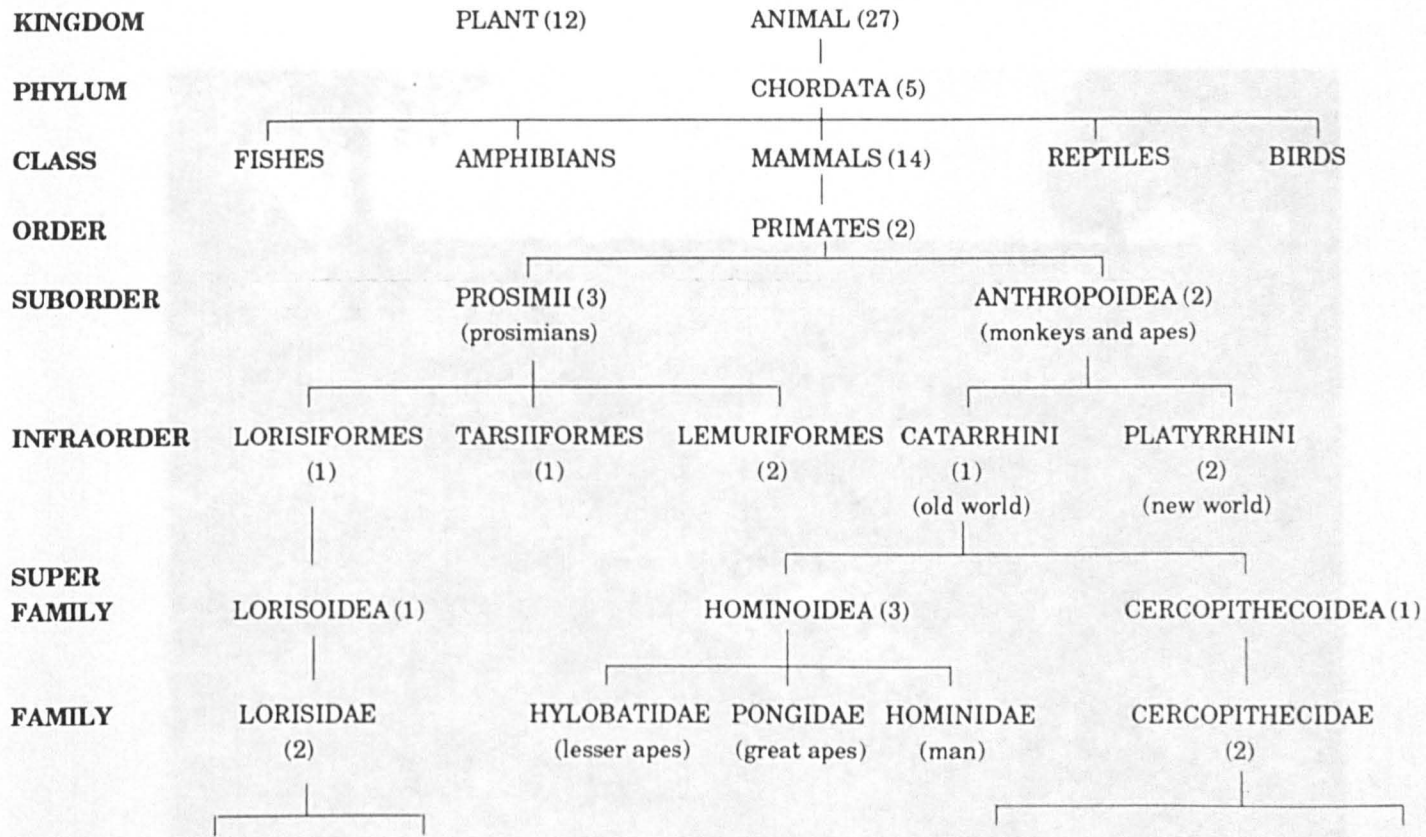 KINGDOM PLANT (12) ANIMAL (27)
PHYLUM CHORDATA (5)
CLASS FISHES AMPHIBIANS MAMMALS (14) REPTILES BIRDS
ORDER PRIMATES (2)
SUBORDER PROSIMII (3) ANTHROPOIDEA (2)
(prosimians) (monkeys and apes)
INFRAORDER LORISIFORMES TARSIIFORMES LEMURIFORMES CATARRHINI PLATYRRHINI
(1) (1) (2) (1) (2)
(old world) (new world)
SUPER
FAMILY LORISOIDEA (1) HOMINOIDEA (3) CERCOPITHECOIDEA (1)
FAMILY LORISIDAE HYLOBATIDAE PONGIDAE HOMINIDAE CERCOPITHECIDAE
(2) (lesser apes) (great apes) (man) (2)